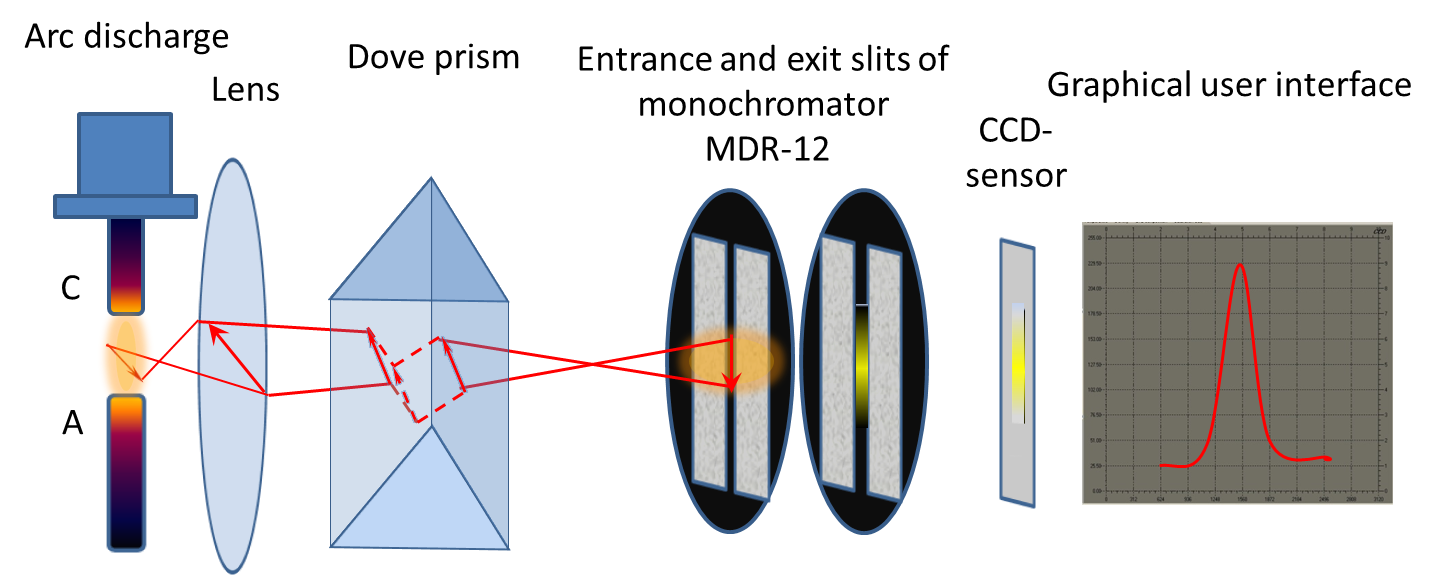 Arc discharge
Lens
Dove prism
Entrance and exit slits of
monochromator
MDR-12
CCD-
sensor
Graphical user interface
C
A